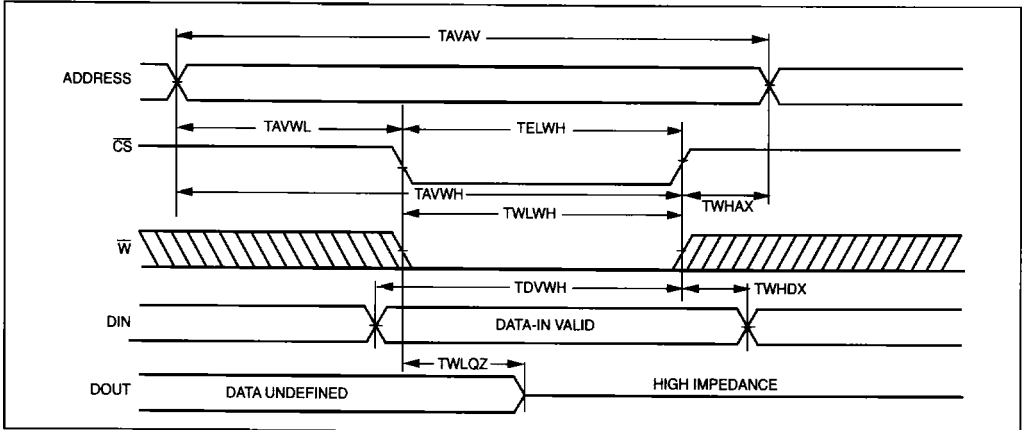 TAVAV
ADDRESS
TAVWL
TELWH
CS
TAVWH
TWHAX
TWLWH
W
TDVWH
TWHDX
DIN
DATA-IN VALID
TWLQZ
DOUT
DATA UNDEFINED
HIGH IMPEDANCE